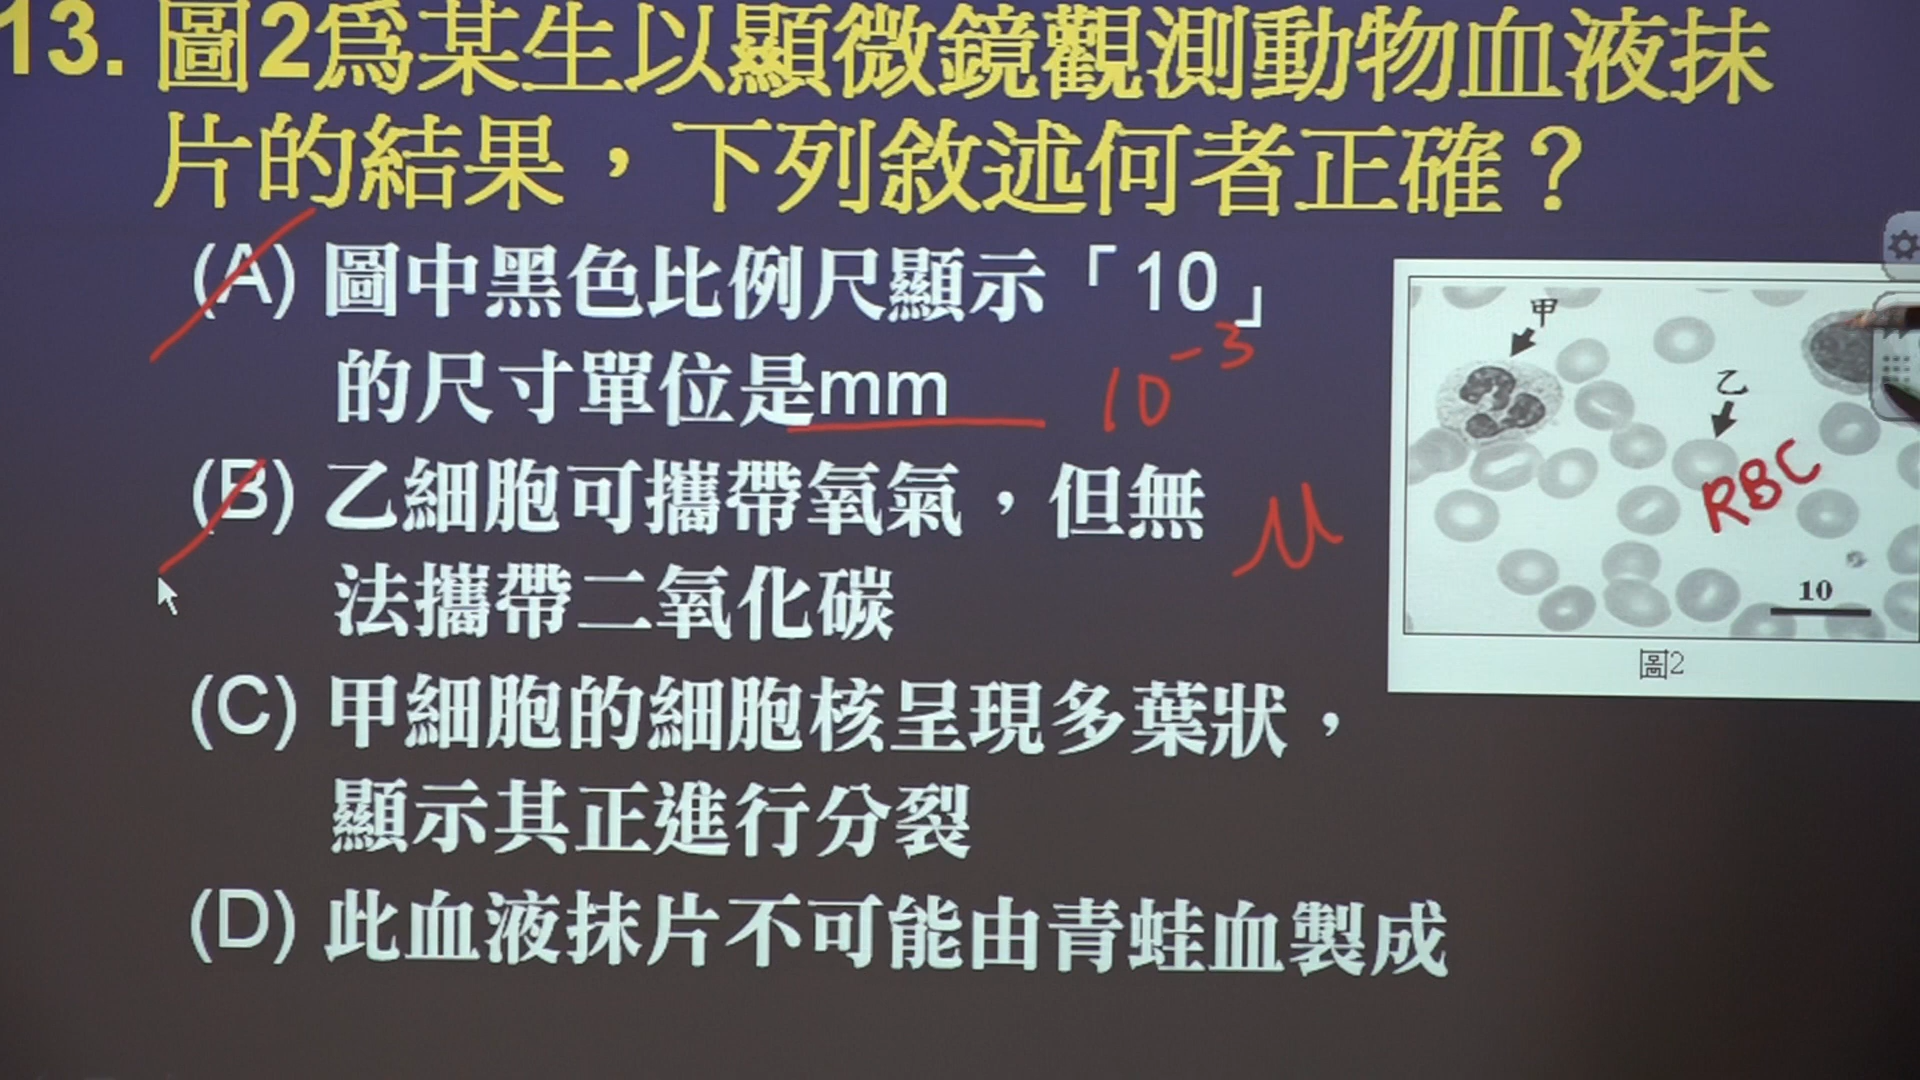 13. 圖2為某生以顯微鏡觀測動物血液抹
片的結果，下列敘述何者正確？
(A) 圖中黑色比例尺顯示「10」
的尺寸單位是mm
10⁻³
(B) 乙細胞可攜帶氧氣，但無
法攜帶二氧化碳
μ
(C) 甲細胞的細胞核呈現多葉狀，
顯示其正進行分裂
(D) 此血液抹片不可能由青蛙血製成
甲
乙
RBC
10
圖2